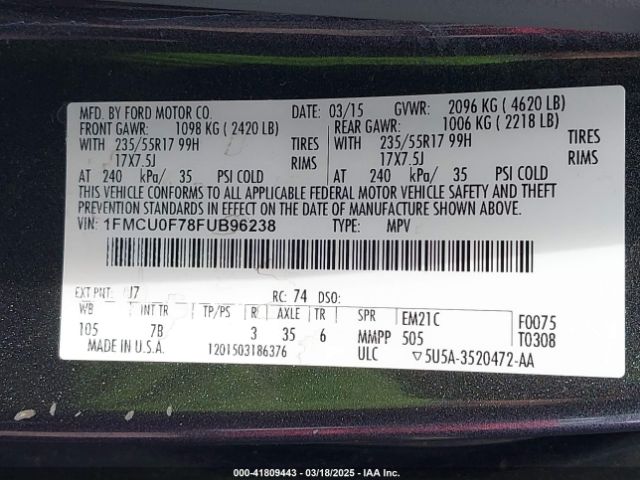 MFD. BY FORD MOTOR CO. DATE: 03/15 GVWR: 2096 KG ( 4620 LB)
FRONT GAWR: 1098 KG ( 2420 LB) REAR GAWR: 1006 KG ( 2218 LB)
WITH 235/55R17 99H TIRES WITH 235/55R17 99H TIRES
17X7.5J RIMS 17X7.5J RIMS
AT 240 kPa/ 35 PSI COLD AT 240 kPa/ 35 PSI COLD
THIS VEHICLE CONFORMS TO ALL APPLICABLE FEDERAL MOTOR VEHICLE SAFETY AND THEFT
PREVENTION STANDARDS IN EFFECT ON THE DATE OF MANUFACTURE SHOWN ABOVE.
VIN: 1FMCU0F78FUB96238 TYPE: MPV
EXT PNT: J7 RC: 74 DSO:
WB INT TR TP/PS R AXLE TR SPR EM21C F0075
105 7B 3 35 6 MMPP 505 T0308
MADE IN U.S.A. 1201503186376 ULC ▽5U5A-3520472-AA
000-41809443 - 03/18/2025 - IAA Inc.